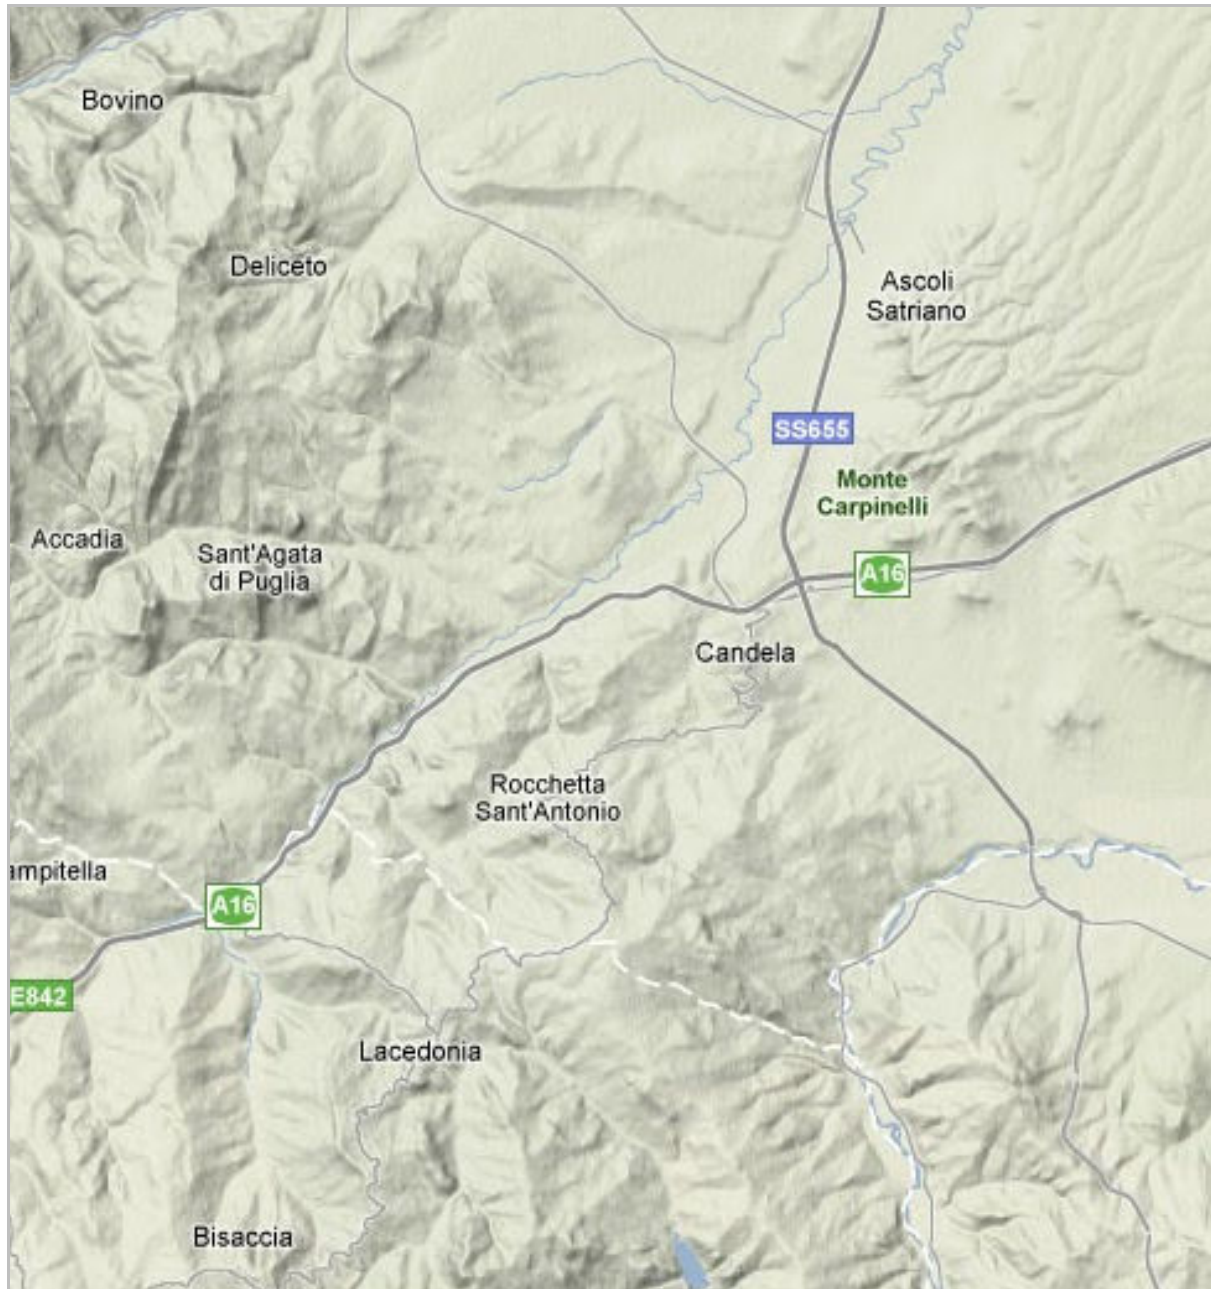 Bovino
Deliceto
Ascoli
Satriano
SS655
Monte
Carpinelli
Accadia
Sant'Agata
di Puglia
A16
Candela
Rocchetta
Sant'Antonio
ampitella
A16
E842
Lacedonia
Bisaccia